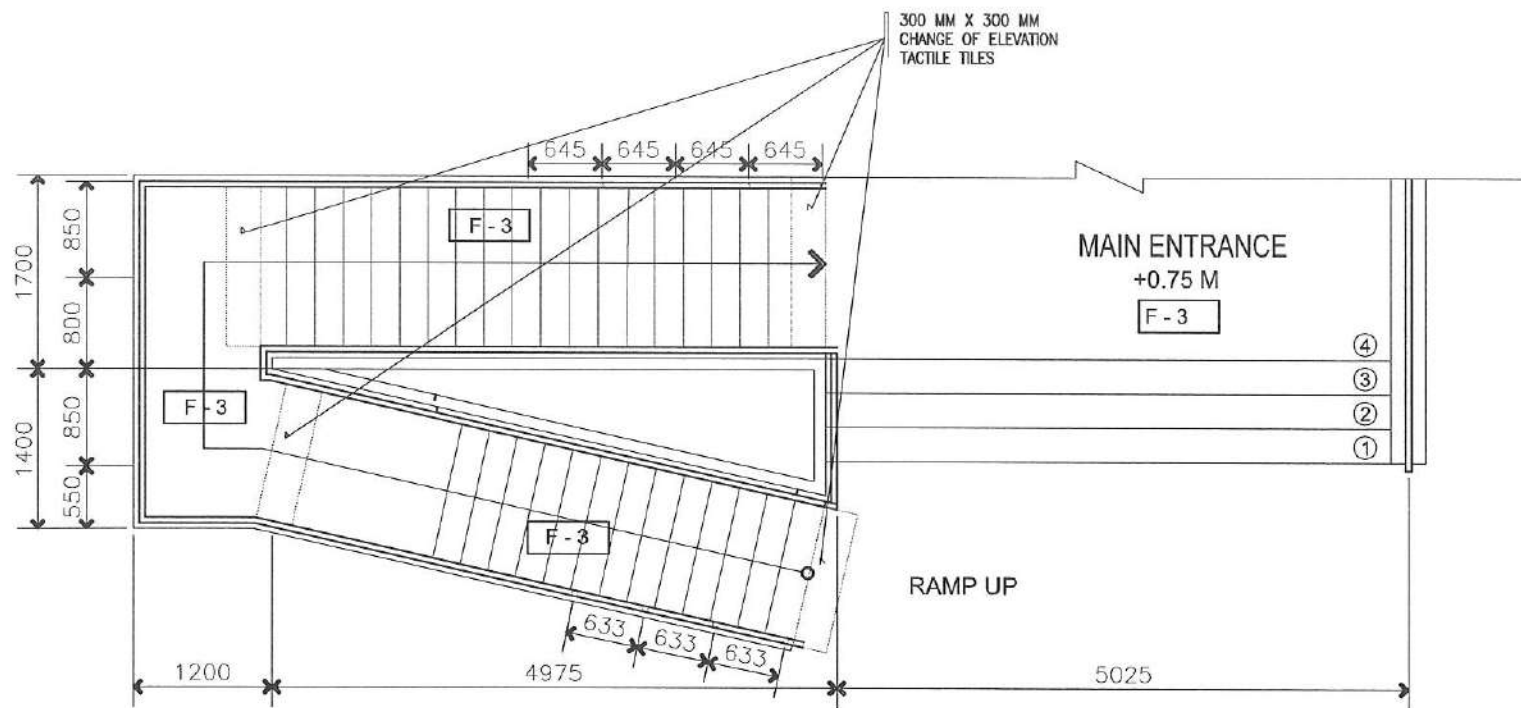 300 MM X 300 MM
CHANGE OF ELEVATION
TACTILE TILES
645 645 645 645
F - 3
850
1700
800
MAIN ENTRANCE
+0.75 M
F - 3
④
③
②
①
F - 3
850
1400
550
F - 3
RAMP UP
633 633 633
1200 4975 5025